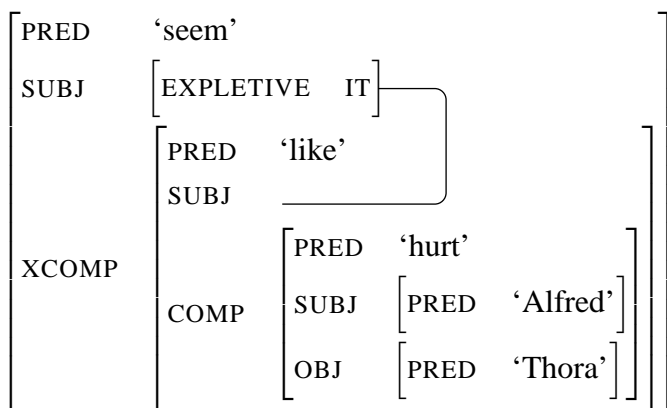 PRED ‘seem’
SUBJ EXPLETIVE IT
PRED ‘like’
SUBJ
PRED ‘hurt’
XCOMP
COMP SUBJ PRED ‘Alfred’
OBJ PRED ‘Thora’